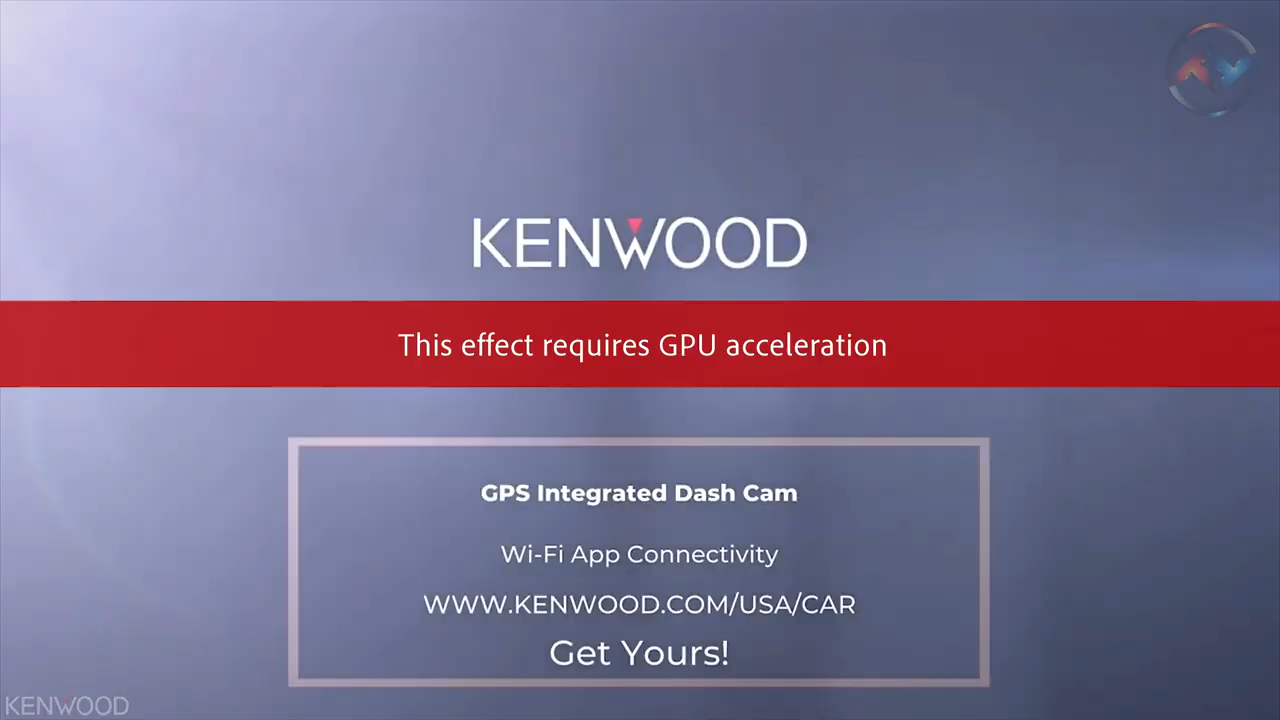 KENWOOD
This effect requires GPU acceleration
GPS Integrated Dash Cam
Wi-Fi App Connectivity
WWW.KENWOOD.COM/USA/CAR
Get Yours!
KENWOOD